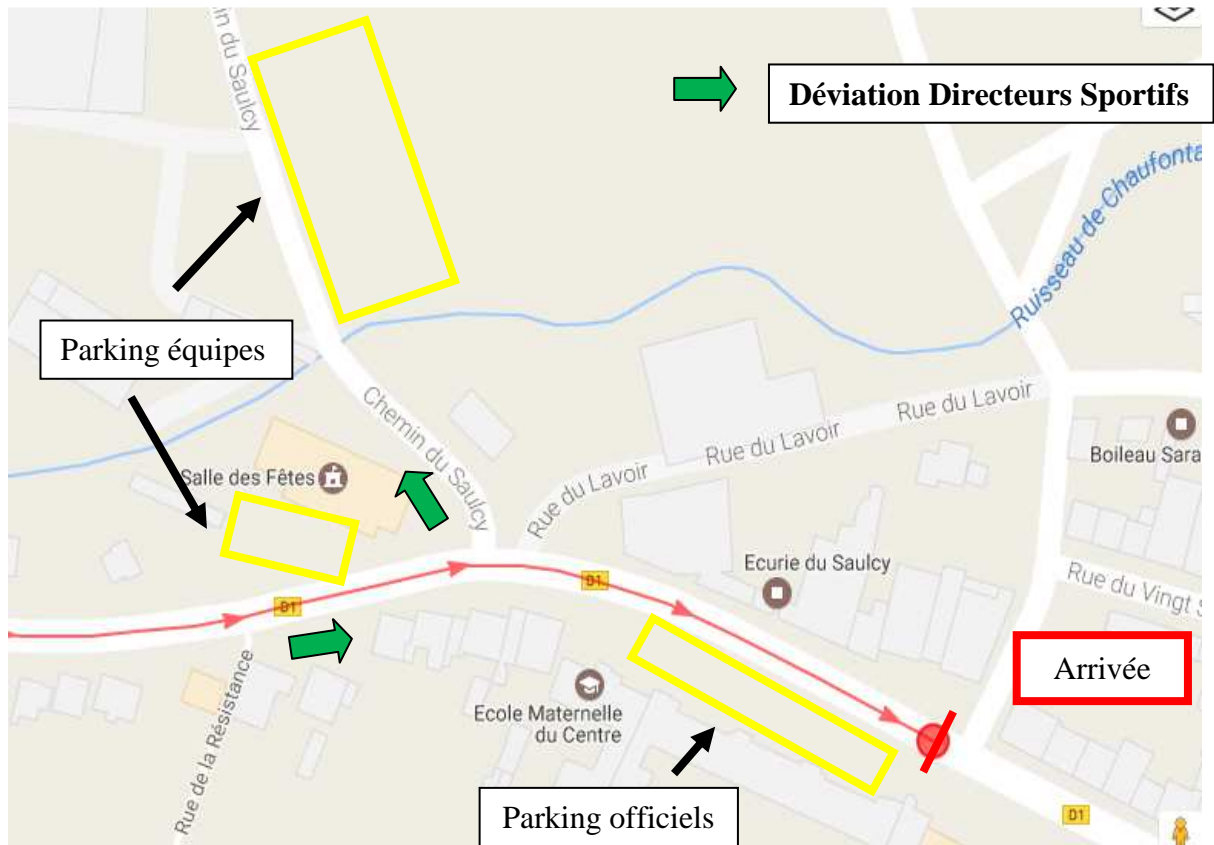 in du Saulcy
Déviation Directeurs Sportifs
Ruisseau de Chaufonta
Parking équipes
Chemin du Saulcy
Rue du Lavoir
Rue du Lavoir
Rue du Lavoir
Boileau Sara
Salle des Fêtes
Ecurie du Saulcy
D1
D1
Rue du Vingt S
Arrivée
Rue de la Résistance
Ecole Maternelle
du Centre
Parking officiels
D1